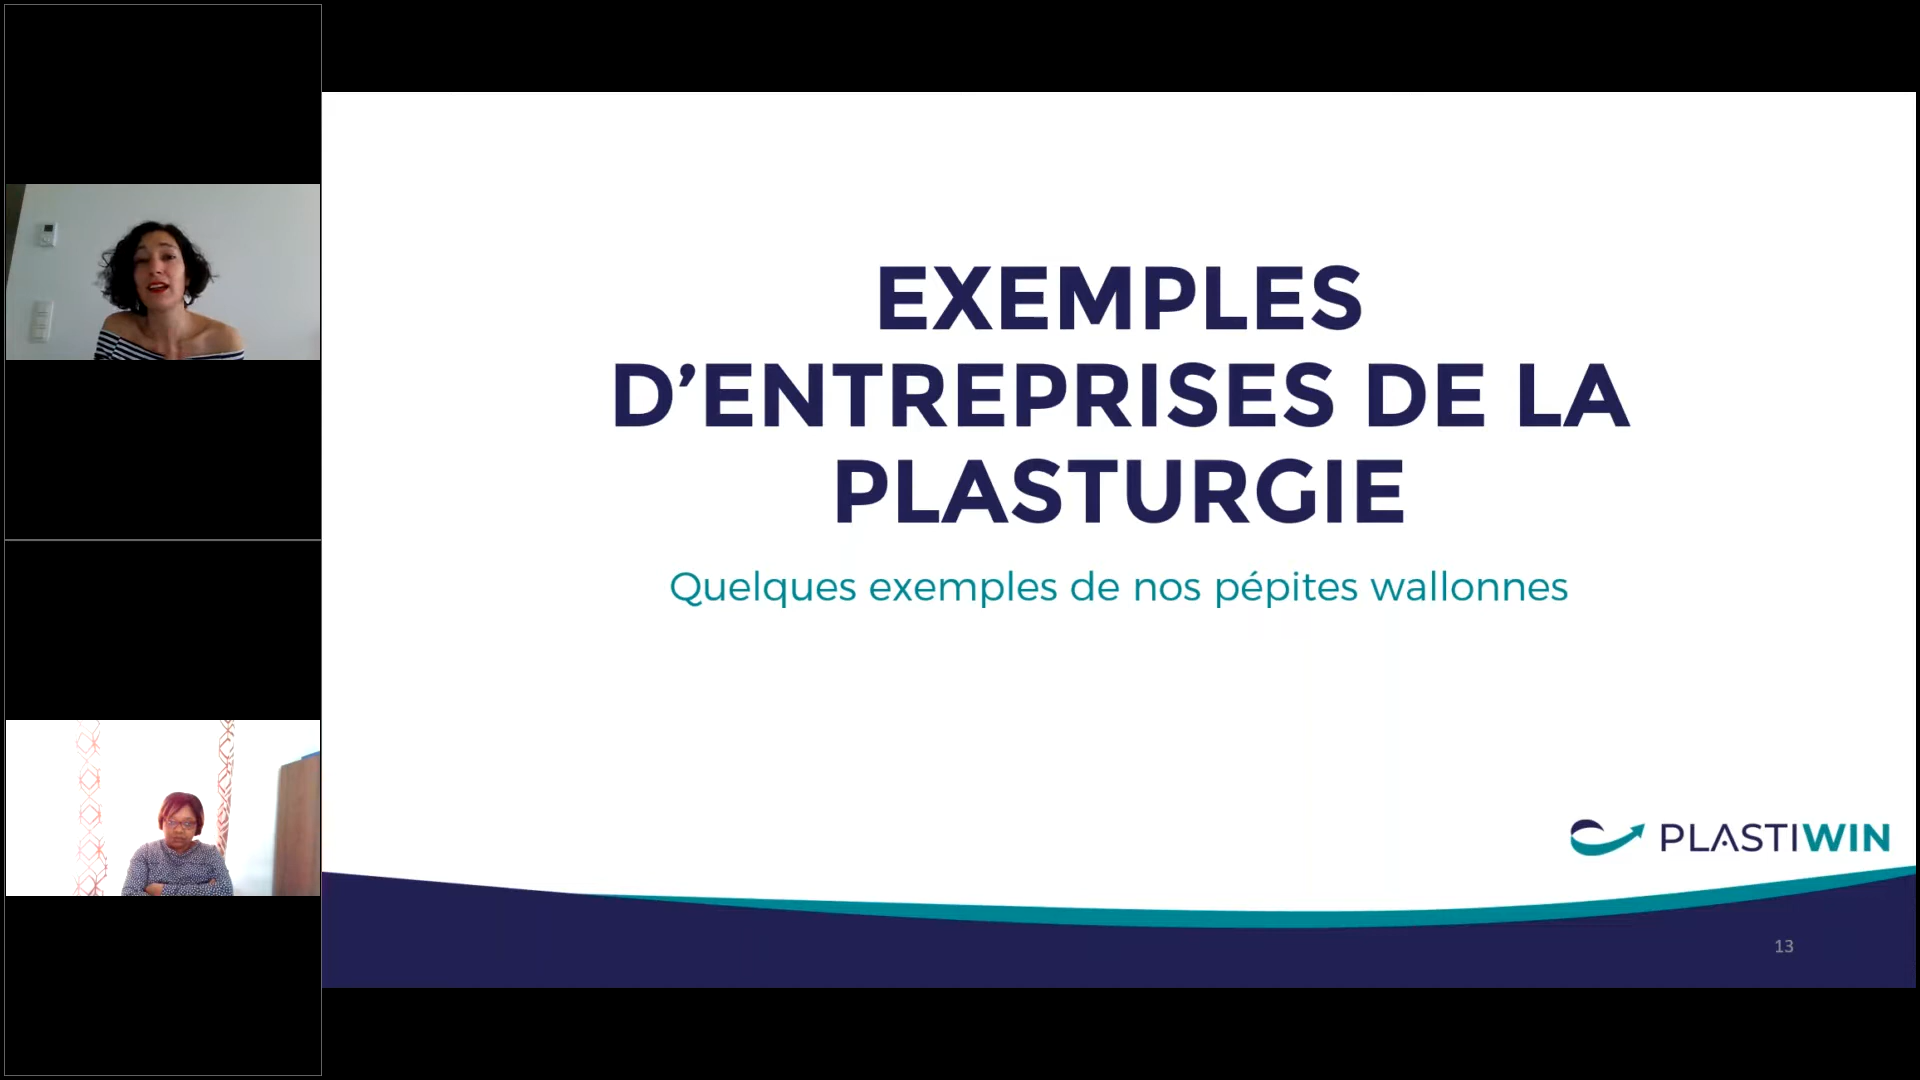 EXEMPLES
D’ENTREPRISES DE LA
PLASTURGIE
Quelques exemples de nos pépites wallonnes
PLASTIWIN
13